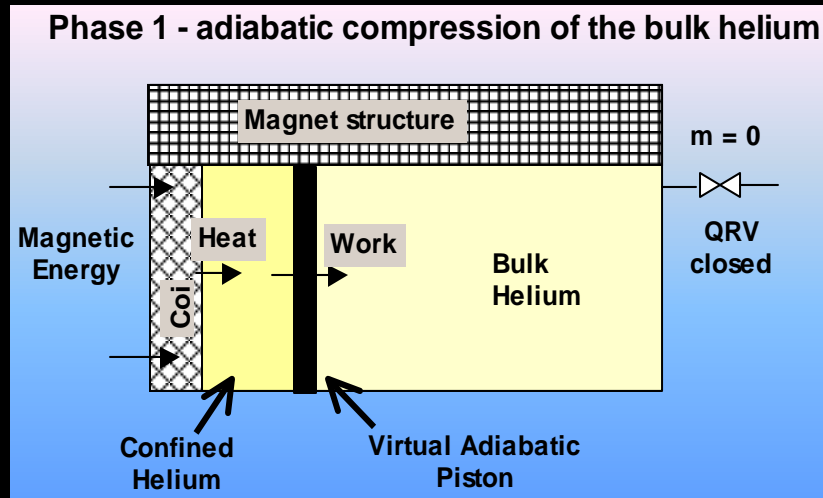 Phase 1 - adiabatic compression of the bulk helium
Magnet structure
m = 0
QRV
closed
Magnetic
Energy
Heat
Work
Bulk
Helium
Coi
Confined
Helium
Virtual Adiabatic
Piston